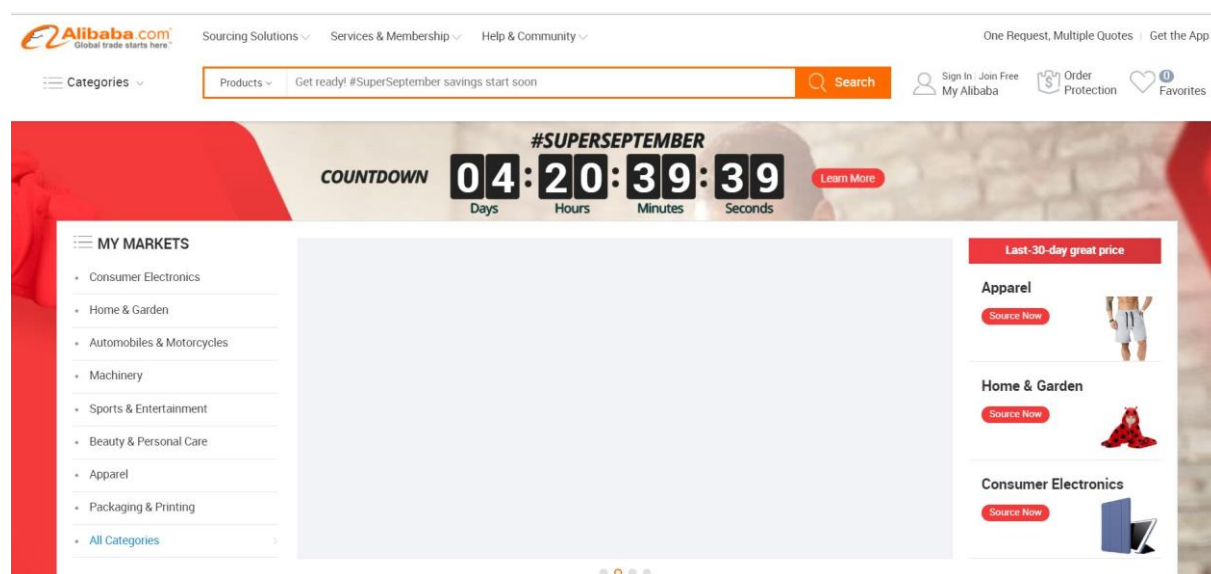 Alibaba.com
Global trade starts here.™
Sourcing Solutions
Services & Membership
Help & Community
One Request, Multiple Quotes
Get the App
Categories
Products
Get ready! #SuperSeptember savings start soon
Search
Sign In Join Free
My Alibaba
Order
Protection
0
Favorites
#SUPERSEPTEMBER
COUNTDOWN
04:20:39:39
Days Hours Minutes Seconds
Learn More
MY MARKETS
Consumer Electronics
Home & Garden
Automobiles & Motorcycles
Machinery
Sports & Entertainment
Beauty & Personal Care
Apparel
Packaging & Printing
All Categories
Last-30-day great price
Apparel
Source Now
Home & Garden
Source Now
Consumer Electronics
Source Now